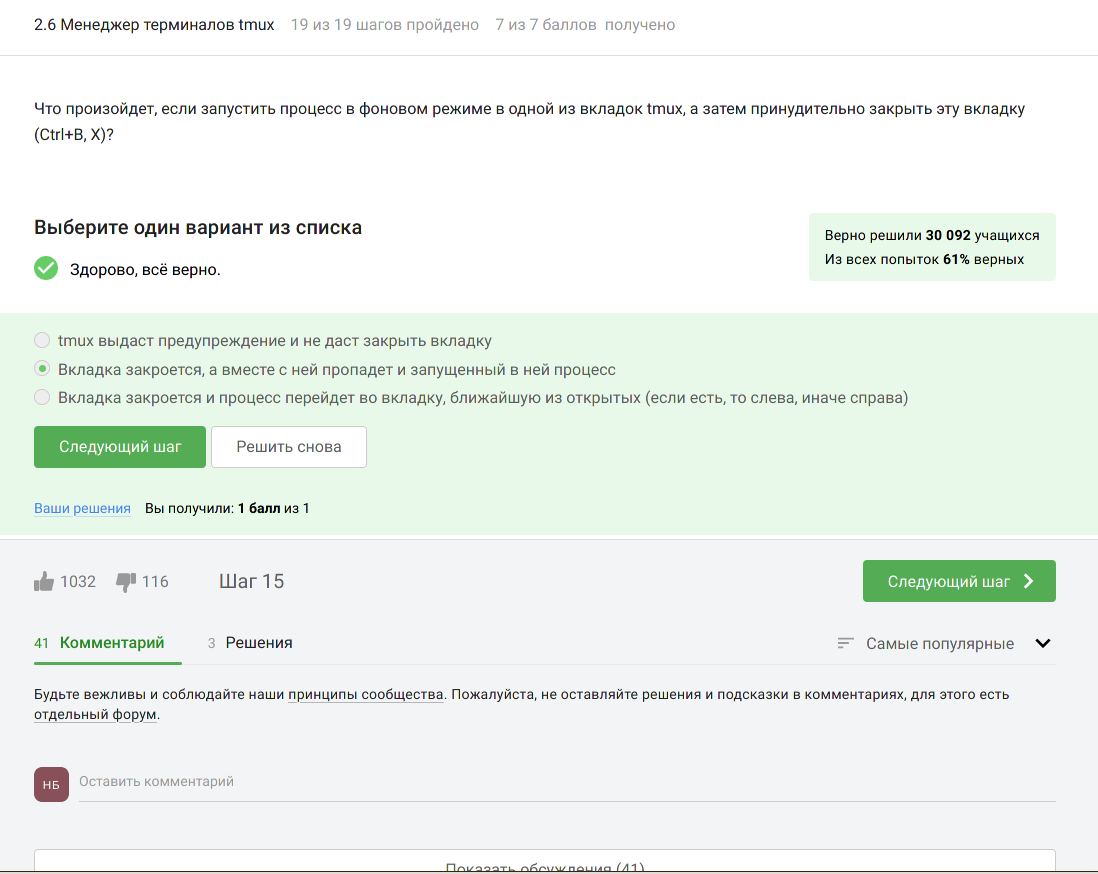 2.6 Менеджер терминалов tmux 19 из 19 шагов пройдено 7 из 7 баллов получено
Что произойдет, если запустить процесс в фоновом режиме в одной из вкладок tmux, а затем принудительно закрыть эту вкладку
(Ctrl+B, X)?
Выберите один вариант из списка
Здорово, всё верно.
Верно решили 30 092 учащихся
Из всех попыток 61% верных
tmux выдаст предупреждение и не даст закрыть вкладку
Вкладка закроется, а вместе с ней пропадет и запущенный в ней процесс
Вкладка закроется и процесс перейдет во вкладку, ближайшую из открытых (если есть, то слева, иначе справа)
Следующий шаг Решить снова
Ваши решения Вы получили: 1 балл из 1
1032 116 Шаг 15 Следующий шаг
41 Комментарий 3 Решения Самые популярные
Будьте вежливы и соблюдайте наши принципы сообщества. Пожалуйста, не оставляйте решения и подсказки в комментариях, для этого есть
отдельный форум.
НБ Оставить комментарий
Показать обсуждения (41)